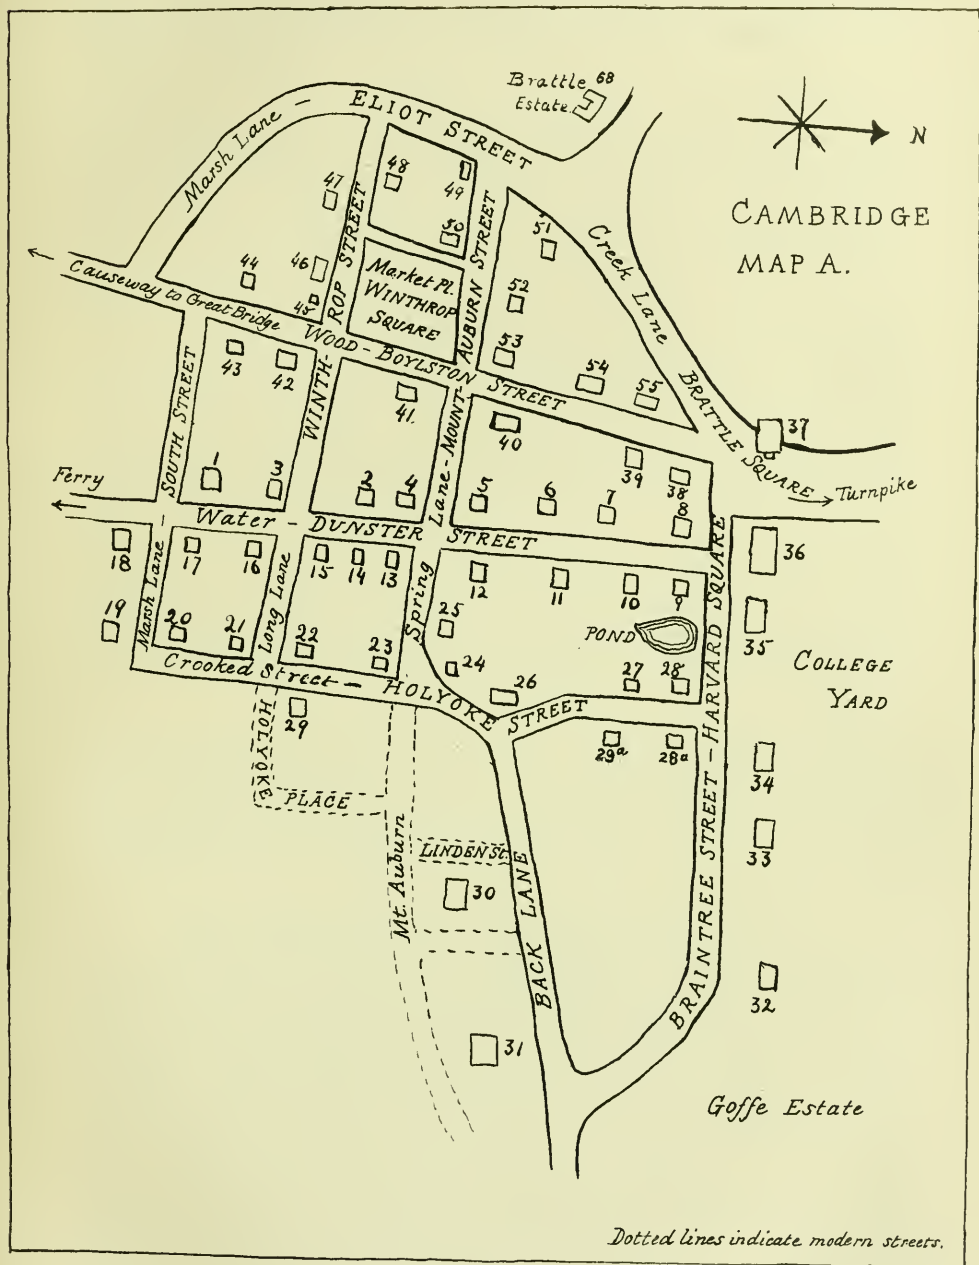 Brattle 68
Estate.
N
CAMBRIDGE
MAP A.
Marsh Lane – ELIOT STREET
48
49
47
50
WINTH-
ROP STREET
Market Pl.
WINTHROP
SQUARE
AUBURN STREET
51
Creek Lane
52
53
54
55
46
44
45
Causeway to Great Bridge
WOOD – BOYLSTON STREET
43
42
41.
40
39
38
BRATTLE SQUARE
37
Turnpike
Marsh Lane – SOUTH STREET
Spring Lane – MOUNT-
1
3
2
4
5
6
7
8
Ferry
Water – DUNSTER STREET
36
18
17
16
15
14
13
12
11
10
9
Long Lane
35
19
20
21
22
23
25
24
26
POND
27
28
COLLEGE
YARD
Crooked Street – HOLYOKE STREET
29
29ª
28ª
HOLYOKE
PLACE
34
BRAINTREE STREET – HARVARD SQUARE
33
Mt. Auburn
LINDEN ST.
30
BACK LANE
32
31
Goffe Estate
Dotted lines indicate modern streets.